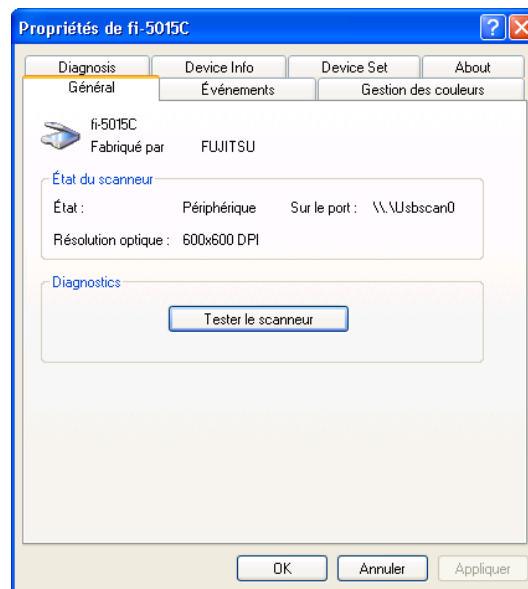 Propriétés de fi-5015C
Diagnosis Device Info Device Set About
Général Événements Gestion des couleurs
fi-5015C
Fabriqué par FUJITSU
État du scanneur
État : Périphérique Sur le port : \\.\Usbscan0
Résolution optique : 600x600 DPI
Diagnostics
Tester le scanneur
OK Annuler Appliquer